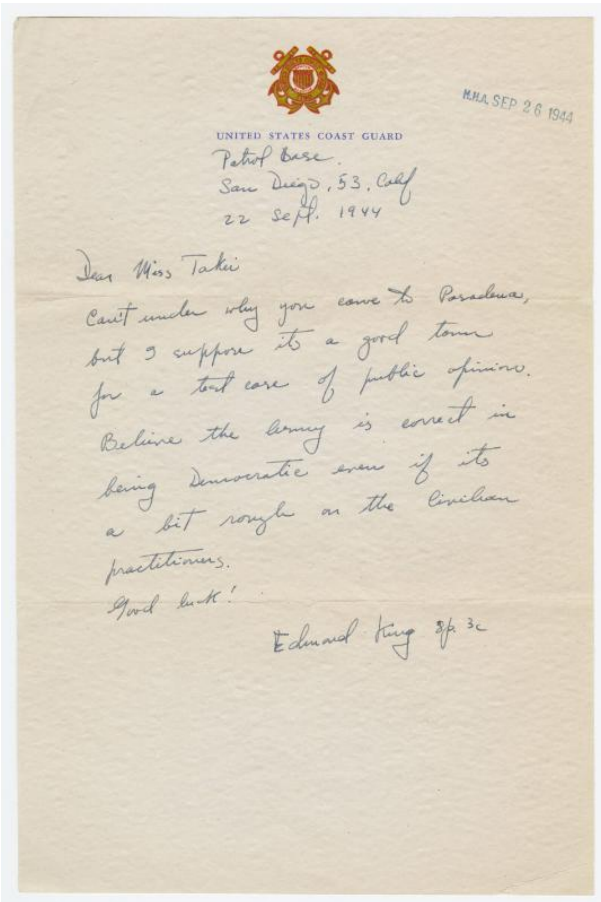 H.H.A. SEP 26 1944
UNITED STATES COAST GUARD
Patrol Base.
San Diego, 53, Calif
22 Sept. 1944
Dear Miss Takei
Can't under why you came to Pasadena,
but I suppose its a good town
for a test case of public opinion.
Believe the Army is correct in
being Democratic even if its
a bit rough on the Civilian
practitioners.
Good luck!
Edmond King Sp. 3c